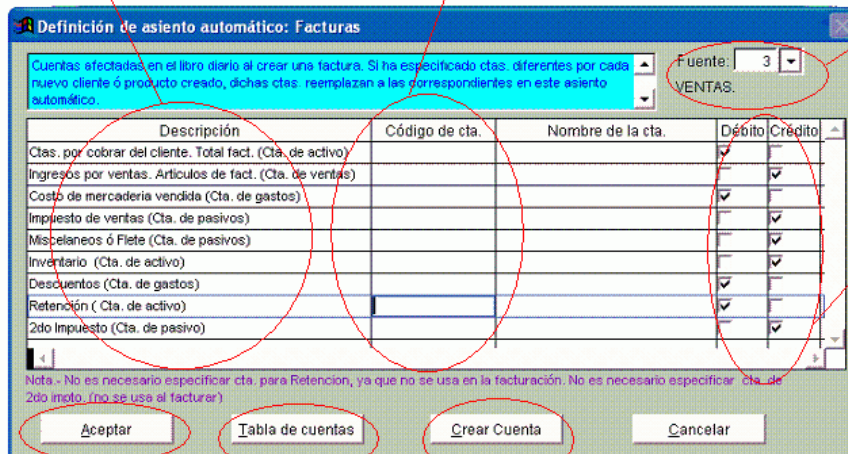 Definición de asiento automático: Facturas
Cuentas afectadas en el libro diario al crear una factura. Si ha especificado ctas. diferentes por cada
nuevo cliente ó producto creado, dichas ctas. reemplazan a las correspondientes en este asiento
automático.
Fuente: 3
VENTAS.
Descripción Código de cta. Nombre de la cta. Débito Crédito
Ctas. por cobrar del cliente. Total fact. (Cta. de activo)
Ingresos por ventas. Articulos de fact. (Cta. de ventas)
Costo de mercaderia vendida (Cta. de gastos)
Impuesto de ventas (Cta. de pasivos)
Miscelaneos ó Flete (Cta. de pasivos)
Inventario (Cta. de activo)
Descuentos (Cta. de gastos)
Retención ( Cta. de activo)
2do Impuesto (Cta. de pasivo)
Nota.- No es necesario especificar cta. para Retencion, ya que no se usa en la facturación. No es necesario especificar cta. de
2do impto. (no se usa al facturar)
Aceptar Tabla de cuentas Crear Cuenta Cancelar